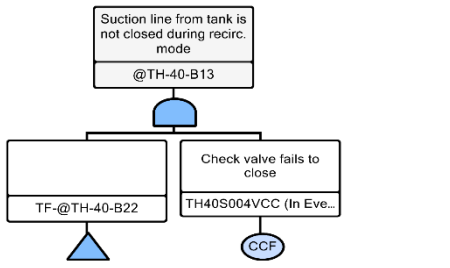 Suction line from tank is
not closed during recirc.
mode
@TH-40-B13
Check valve fails to
close
TF-@TH-40-B22
TH40S004VCC (In Eve...
CCF